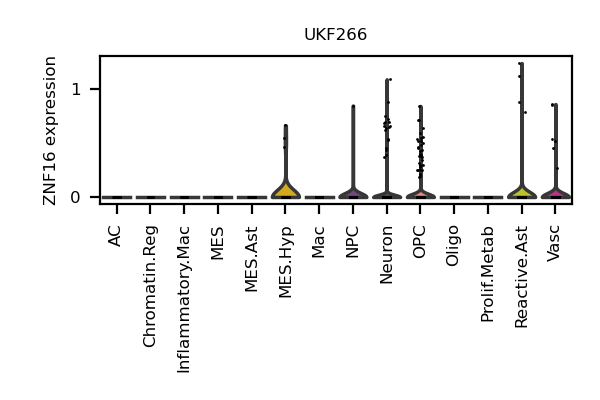 UKF266
ZNF16 expression
1
0
AC
Chromatin.Reg
Inflammatory.Mac
MES
MES.Ast
MES.Hyp
Mac
NPC
Neuron
OPC
Oligo
Prolif.Metab
Reactive.Ast
Vasc